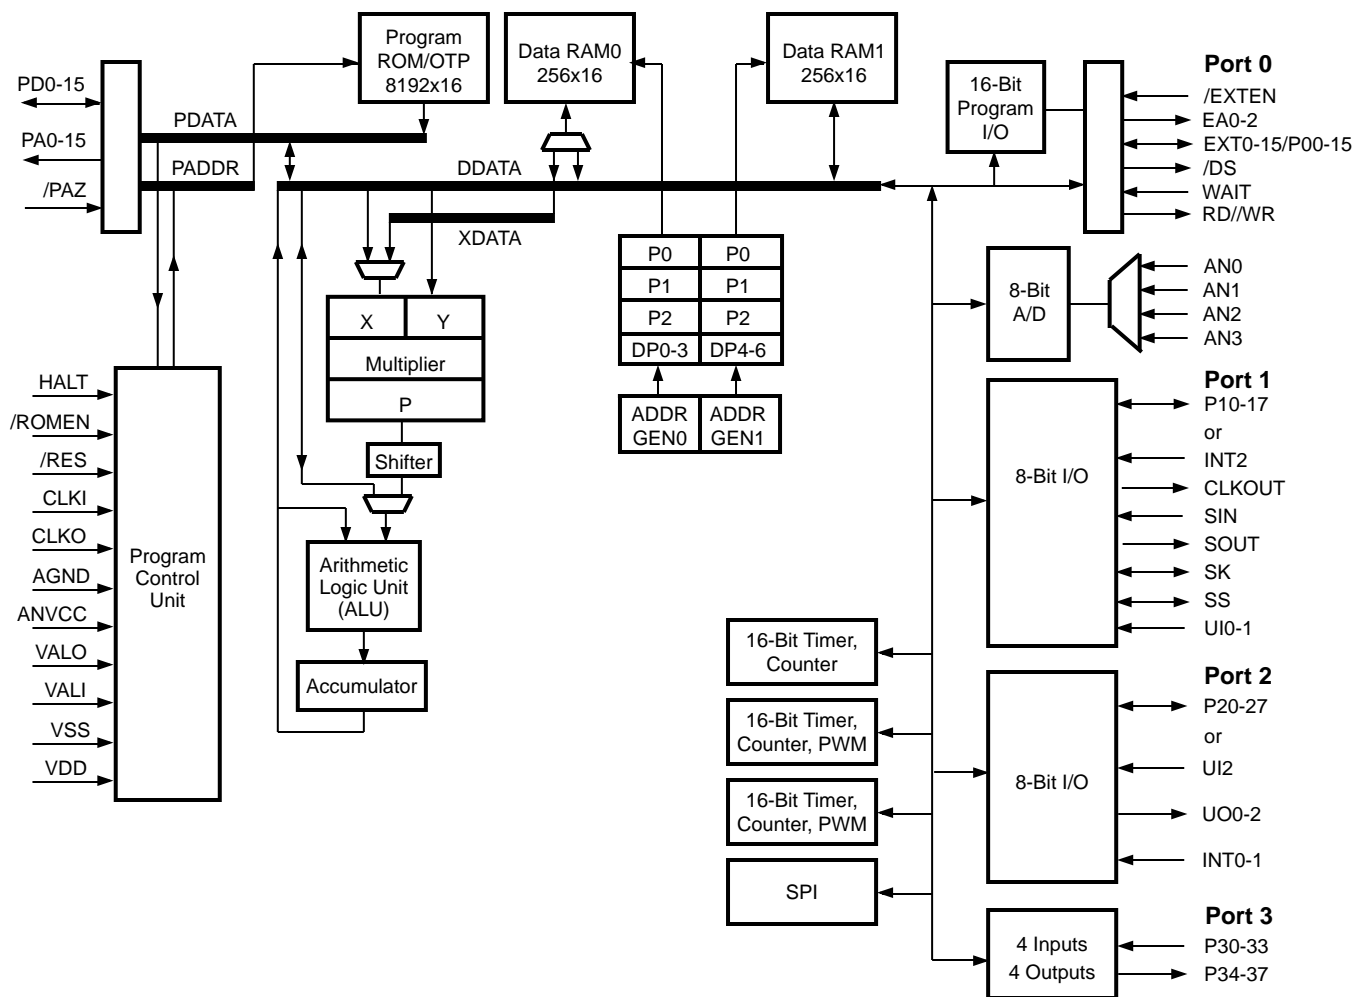 Program
ROM/OTP
8192x16
Data RAM0
256x16
Data RAM1
256x16
PD0-15
PA0-15
/PAZ
PDATA
PADDR
DDATA
XDATA
16-Bit
Program
I/O
Port 0
/EXTEN
EA0-2
EXT0-15/P00-15
/DS
WAIT
RD//WR
P0
P0
P1
P1
P2
P2
DP0-3
DP4-6
ADDR
GEN0
ADDR
GEN1
8-Bit
A/D
AN0
AN1
AN2
AN3
X
Y
Multiplier
P
Shifter
Arithmetic
Logic Unit
(ALU)
Accumulator
HALT
/ROMEN
/RES
CLKI
CLKO
AGND
ANVCC
VALO
VALI
VSS
VDD
Program
Control
Unit
Port 1
8-Bit I/O
P10-17
or
INT2
CLKOUT
SIN
SOUT
SK
SS
UI0-1
16-Bit Timer,
Counter
16-Bit Timer,
Counter, PWM
16-Bit Timer,
Counter, PWM
SPI
Port 2
8-Bit I/O
P20-27
or
UI2
UO0-2
INT0-1
Port 3
4 Inputs
4 Outputs
P30-33
P34-37